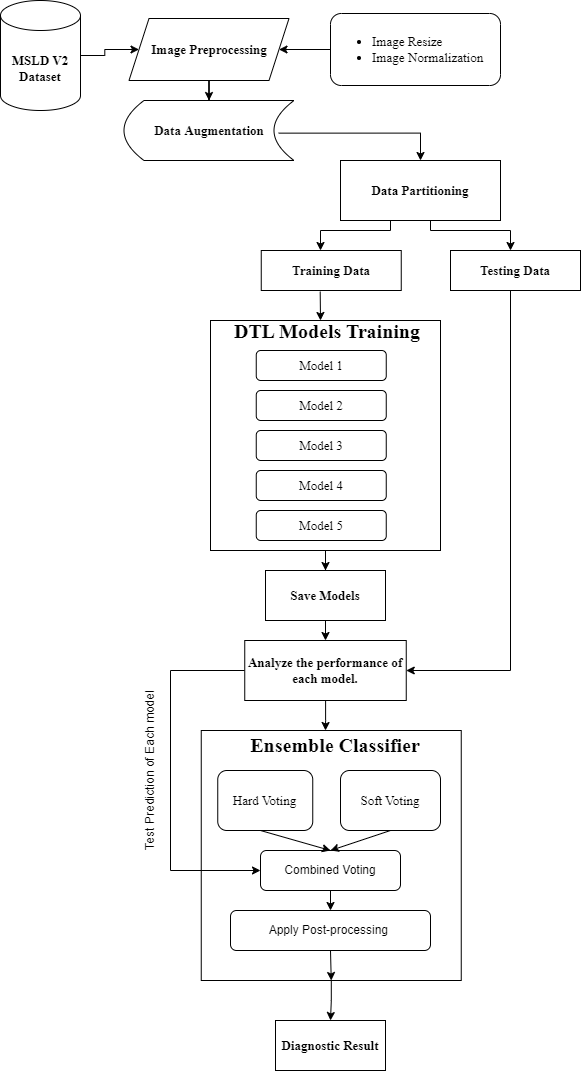 MSLD V2
Dataset
Image Preprocessing
• Image Resize
• Image Normalization
Data Augmentation
Data Partitioning
Training Data
Testing Data
DTL Models Training
Model 1
Model 2
Model 3
Model 4
Model 5
Save Models
Analyze the performance of
each model.
Test Prediction of Each model
Ensemble Classifier
Hard Voting
Soft Voting
Combined Voting
Apply Post-processing
Diagnostic Result